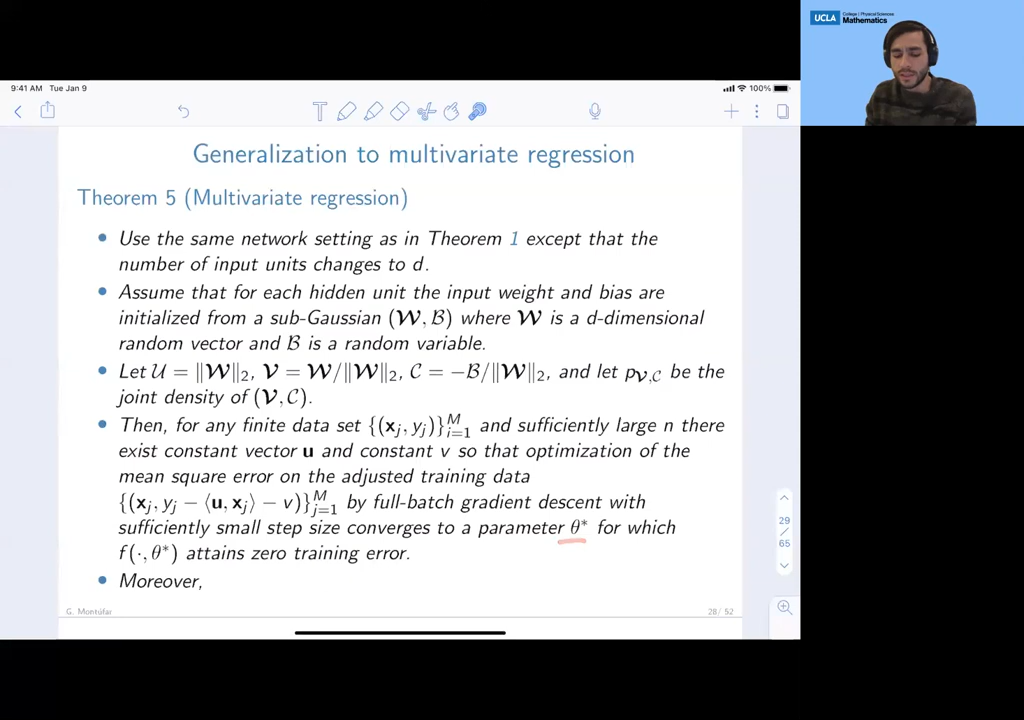 UCLA College | Physical Sciences
Mathematics
9:41 AM Tue Jan 9
100%
Generalization to multivariate regression
Theorem 5 (Multivariate regression)
• Use the same network setting as in Theorem 1 except that the
number of input units changes to d.
• Assume that for each hidden unit the input weight and bias are
initialized from a sub-Gaussian (𝓦, ℬ) where 𝓦 is a d-dimensional
random vector and ℬ is a random variable.
• Let 𝒰 = ‖𝓦‖₂, 𝓥 = 𝓦/‖𝓦‖₂, 𝒞 = −ℬ/‖𝓦‖₂, and let p_{𝓥,𝒞} be the
joint density of (𝓥, 𝒞).
• Then, for any finite data set {(𝐱ⱼ, yⱼ)}_{i=1}^M and sufficiently large n there
exist constant vector 𝐮 and constant v so that optimization of the
mean square error on the adjusted training data
{(𝐱ⱼ, yⱼ − ⟨𝐮, 𝐱ⱼ⟩ − v)}_{j=1}^M by full-batch gradient descent with
sufficiently small step size converges to a parameter θ* for which
f(·, θ*) attains zero training error.
• Moreover,
29
/
65
G. Montúfar
28/ 52